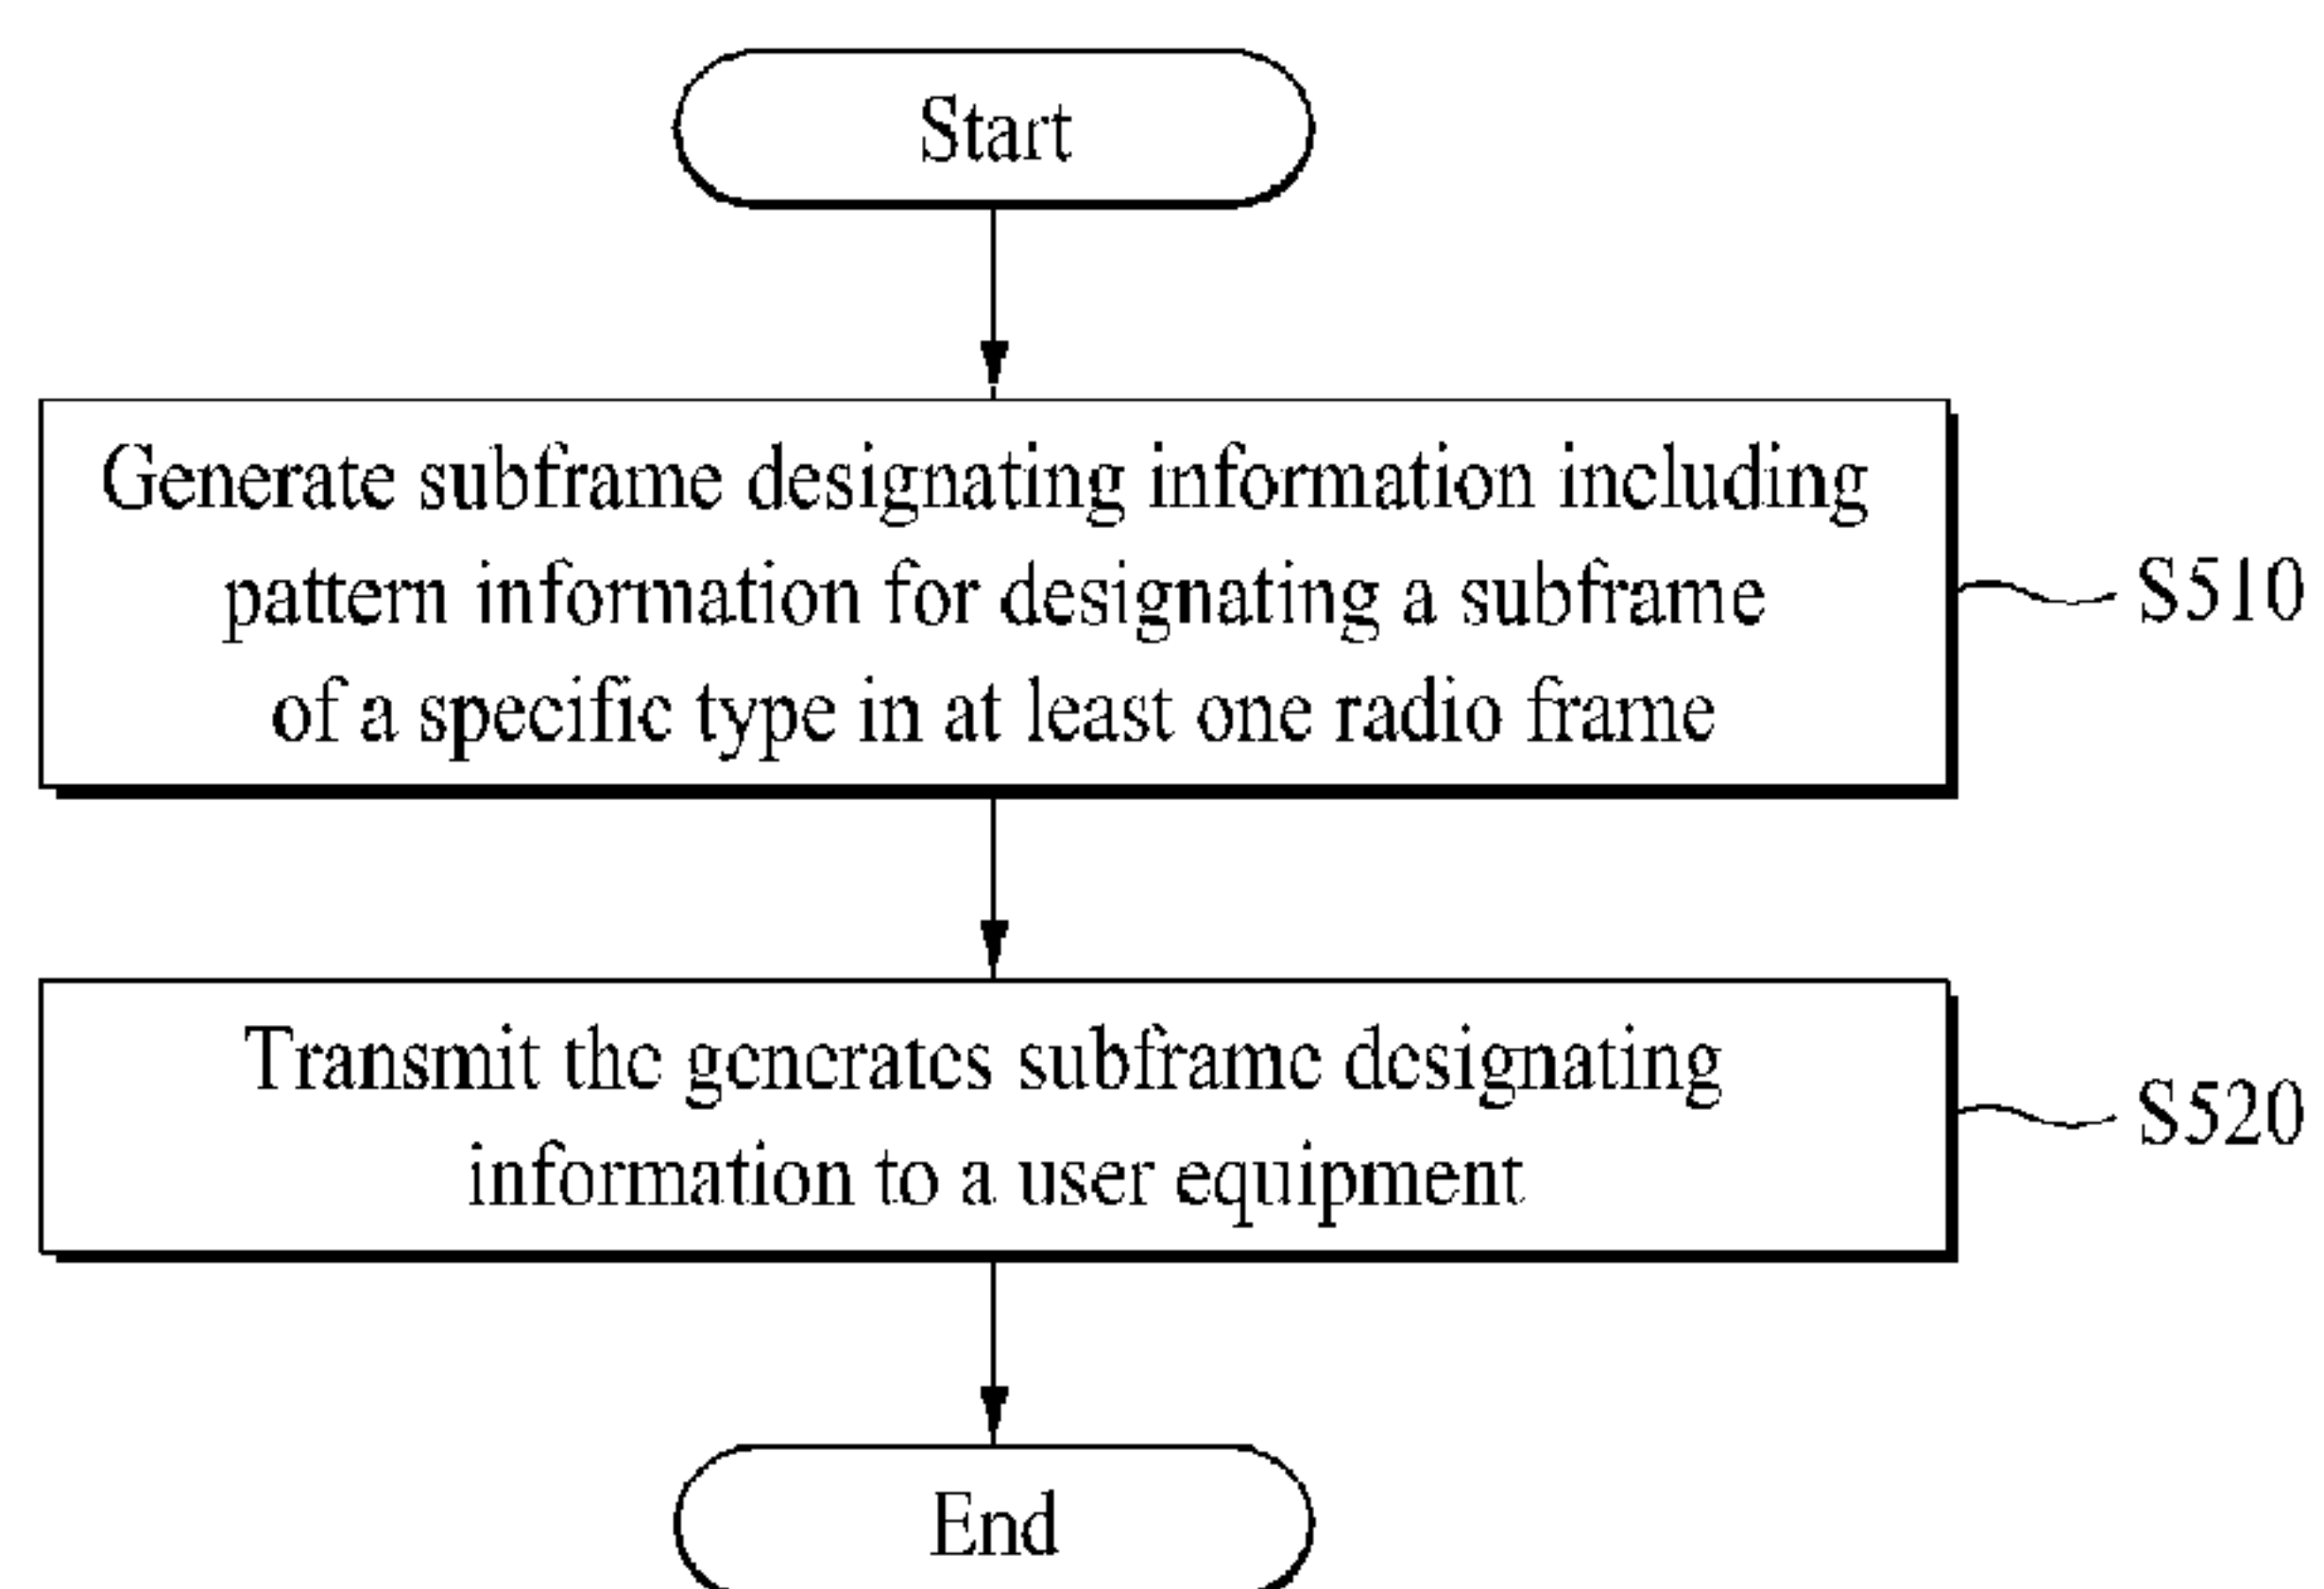 Start
Generate subframe designating information including
pattern information for designating a subframe
of a specific type in at least one radio frame
S510
Transmit the generates subframe designating
information to a user equipment
S520
End